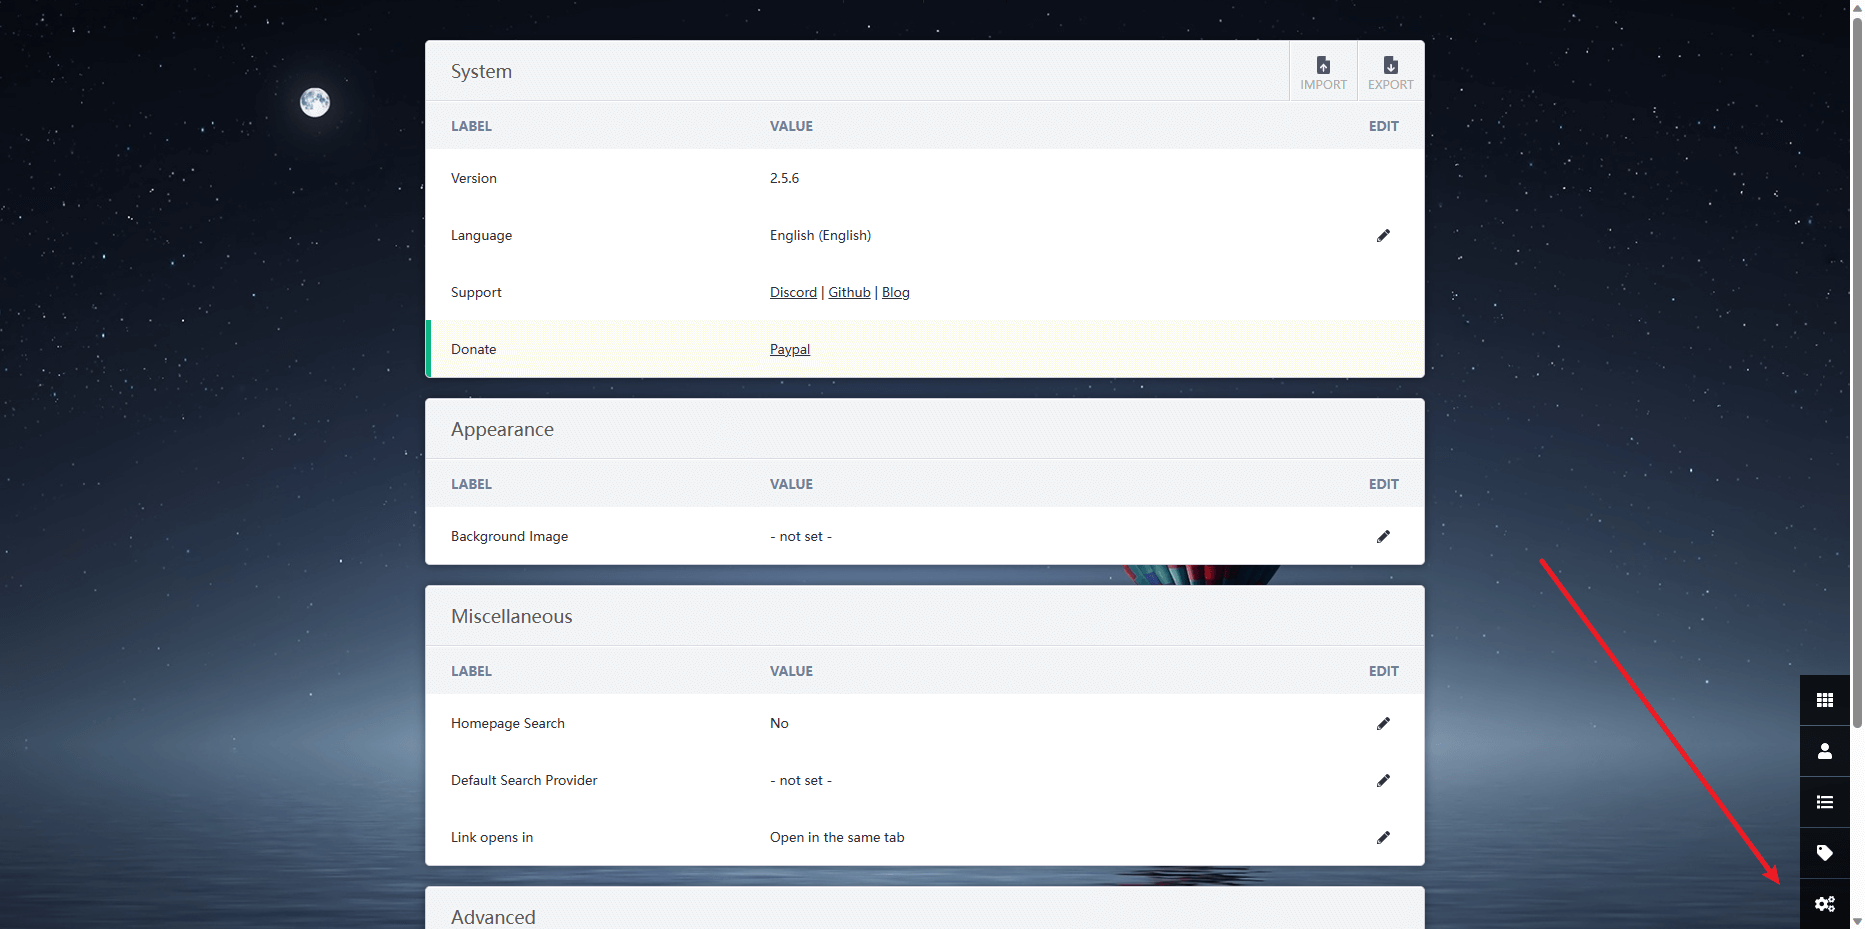 System
IMPORT
EXPORT
LABEL VALUE EDIT
Version 2.5.6
Language English (English)
Support Discord | Github | Blog
Donate Paypal
Appearance
LABEL VALUE EDIT
Background Image - not set -
Miscellaneous
LABEL VALUE EDIT
Homepage Search No
Default Search Provider - not set -
Link opens in Open in the same tab
Advanced